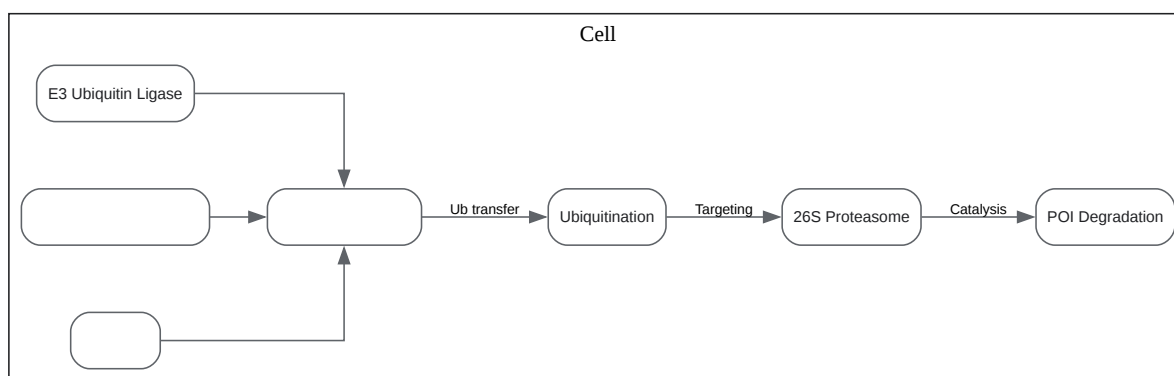 Cell
E3 Ubiquitin Ligase
Ub transfer
Ubiquitination
Targeting
26S Proteasome
Catalysis
POI Degradation